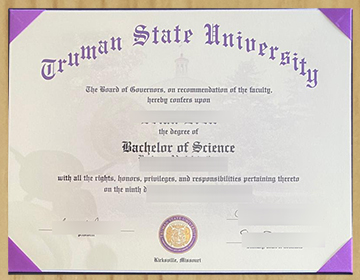 Truman State University
The Board of Governors, on recommendation of the faculty,
hereby confers upon
the degree of
Bachelor of Science
with all the rights, honors, privileges, and responsibilities pertaining thereto
on the ninth d
Kirksville, Missouri